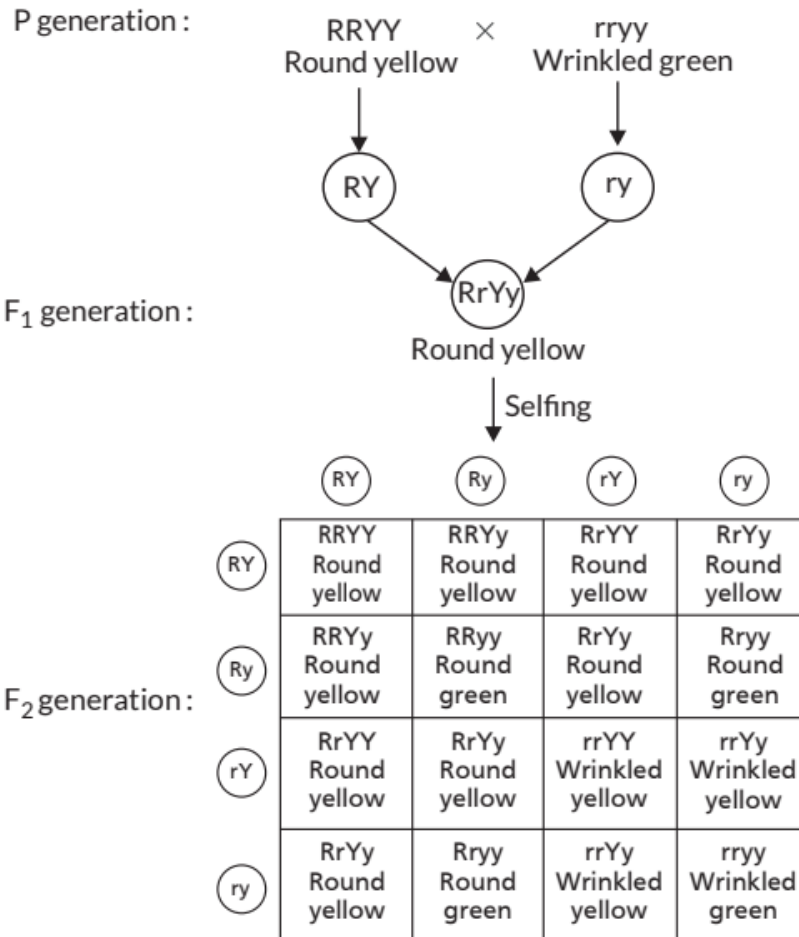 P generation :
RRYY × rryy
Round yellow Wrinkled green
RY ry
RrYy
F₁ generation :
Round yellow
Selfing
RY Ry rY ry
RRYY RRYy RrYY RrYy
RY Round Round Round Round
yellow yellow yellow yellow
RRYy RRyy RrYy Rryy
Ry Round Round Round Round
F₂ generation : yellow green yellow green
RrYY RrYy rrYY rrYy
rY Round Round Wrinkled Wrinkled
yellow yellow yellow yellow
RrYy Rryy rrYy rryy
ry Round Round Wrinkled Wrinkled
yellow green yellow green